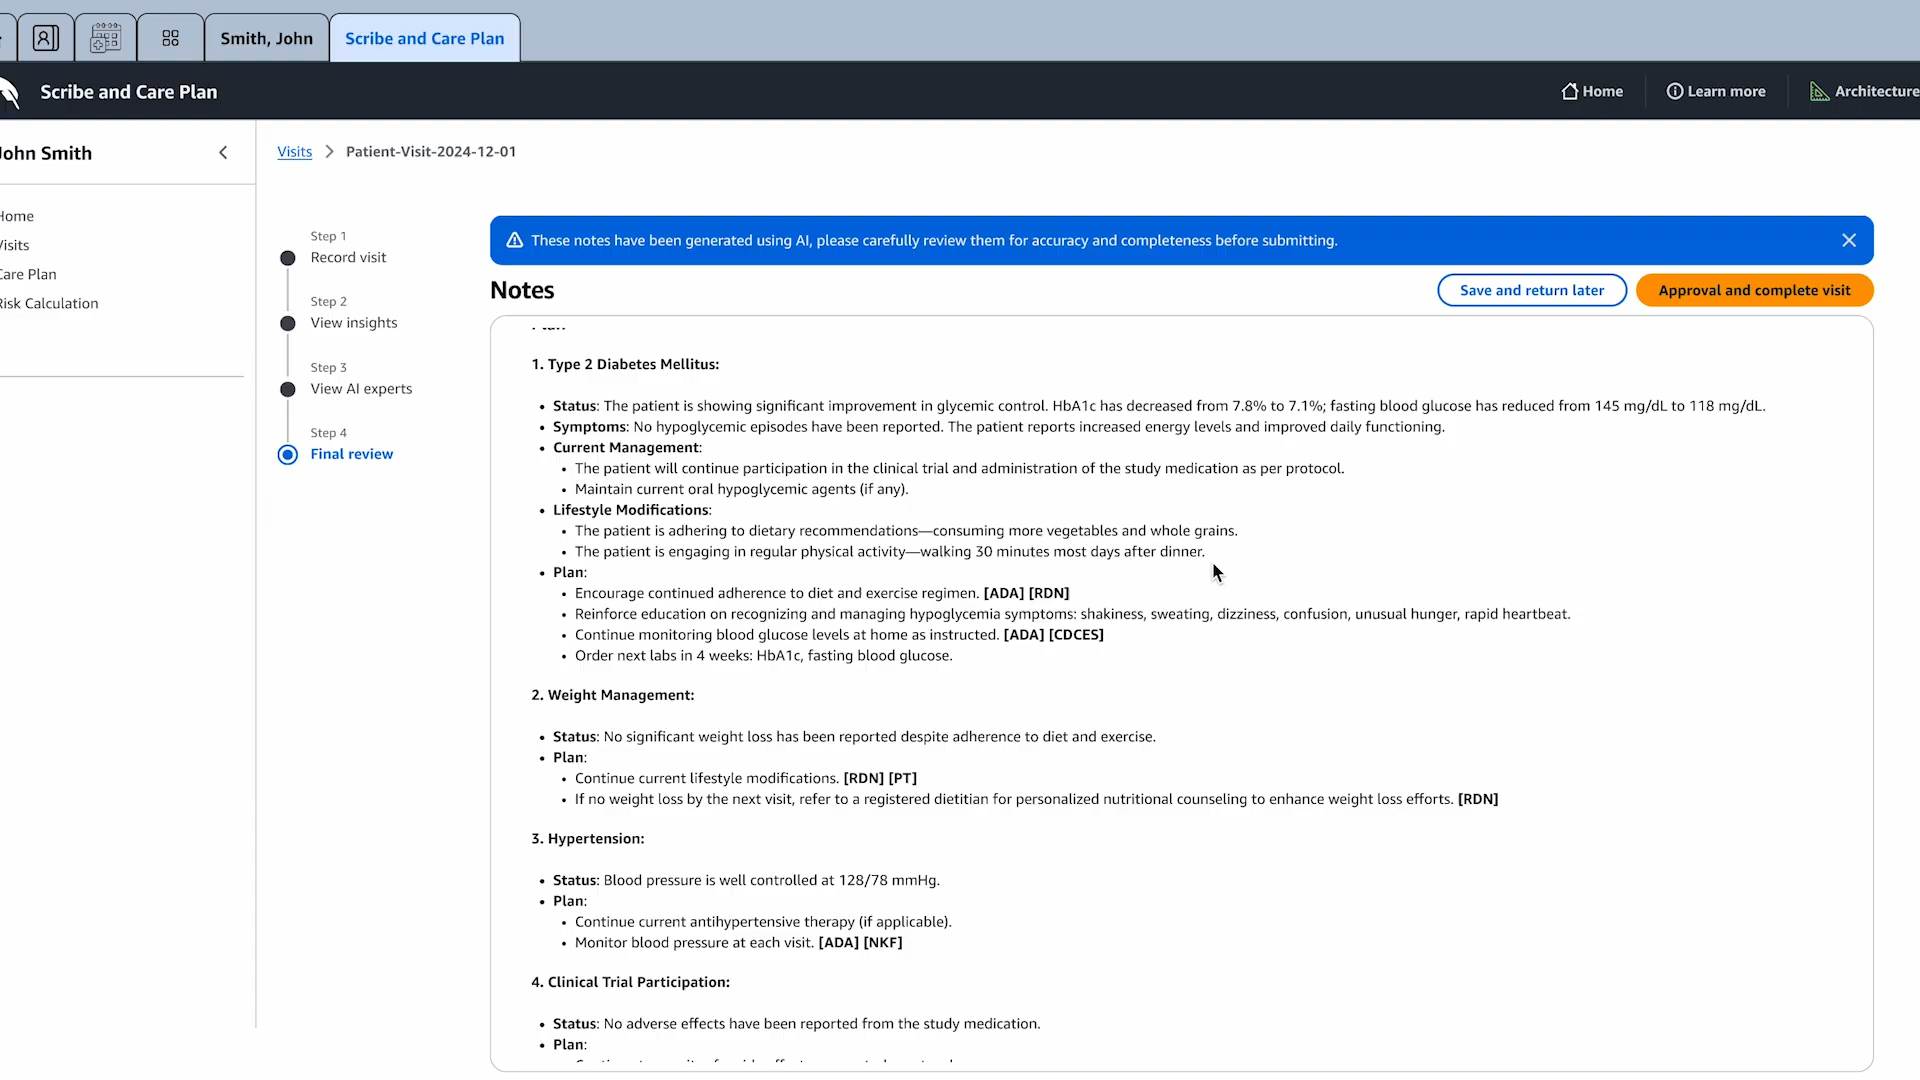 Smith, John
Scribe and Care Plan
Scribe and Care Plan
Home
Learn more
Architecture
John Smith
Visits > Patient-Visit-2024-12-01
Home
Visits
Care Plan
Risk Calculation
Step 1
Record visit
Step 2
View insights
Step 3
View AI experts
Step 4
Final review
These notes have been generated using AI, please carefully review them for accuracy and completeness before submitting.
Notes
Save and return later
Approval and complete visit
Plan
1. Type 2 Diabetes Mellitus:
• Status: The patient is showing significant improvement in glycemic control. HbA1c has decreased from 7.8% to 7.1%; fasting blood glucose has reduced from 145 mg/dL to 118 mg/dL.
• Symptoms: No hypoglycemic episodes have been reported. The patient reports increased energy levels and improved daily functioning.
• Current Management:
• The patient will continue participation in the clinical trial and administration of the study medication as per protocol.
• Maintain current oral hypoglycemic agents (if any).
• Lifestyle Modifications:
• The patient is adhering to dietary recommendations—consuming more vegetables and whole grains.
• The patient is engaging in regular physical activity—walking 30 minutes most days after dinner.
• Plan:
• Encourage continued adherence to diet and exercise regimen. [ADA] [RDN]
• Reinforce education on recognizing and managing hypoglycemia symptoms: shakiness, sweating, dizziness, confusion, unusual hunger, rapid heartbeat.
• Continue monitoring blood glucose levels at home as instructed. [ADA] [CDCES]
• Order next labs in 4 weeks: HbA1c, fasting blood glucose.
2. Weight Management:
• Status: No significant weight loss has been reported despite adherence to diet and exercise.
• Plan:
• Continue current lifestyle modifications. [RDN] [PT]
• If no weight loss by the next visit, refer to a registered dietitian for personalized nutritional counseling to enhance weight loss efforts. [RDN]
3. Hypertension:
• Status: Blood pressure is well controlled at 128/78 mmHg.
• Plan:
• Continue current antihypertensive therapy (if applicable).
• Monitor blood pressure at each visit. [ADA] [NKF]
4. Clinical Trial Participation:
• Status: No adverse effects have been reported from the study medication.
• Plan: